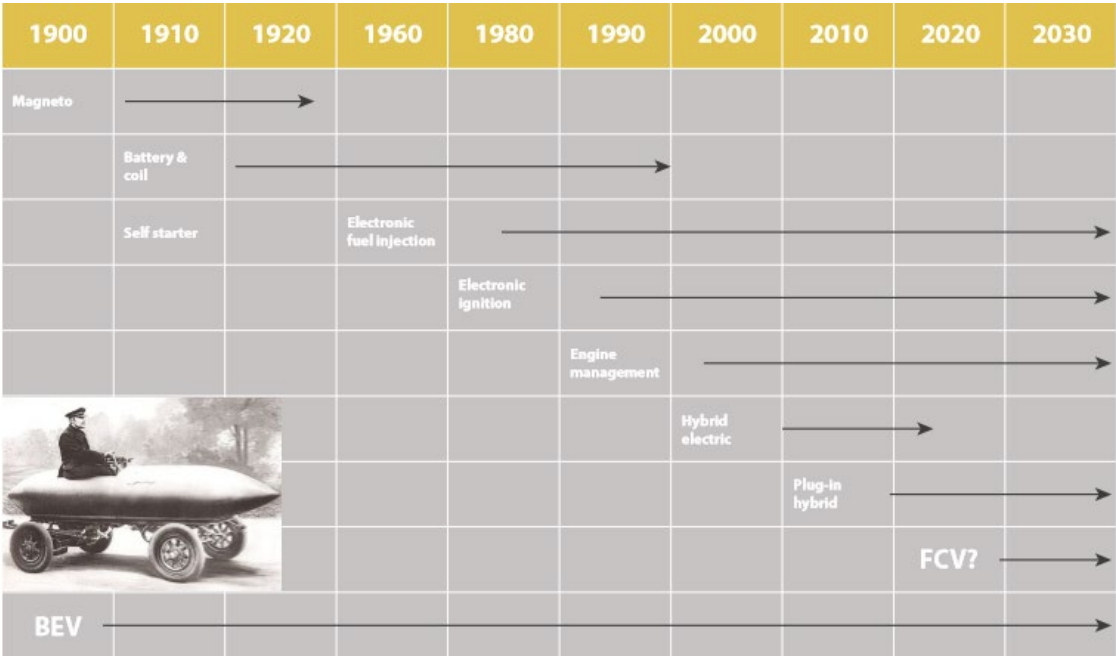 1900 1910 1920 1960 1980 1990 2000 2010 2020 2030
Magneto
Battery &
coil
Self starter
Electronic
fuel injection
Electronic
ignition
Engine
management
Hybrid
electric
Plug-in
hybrid
FCV?
BEV